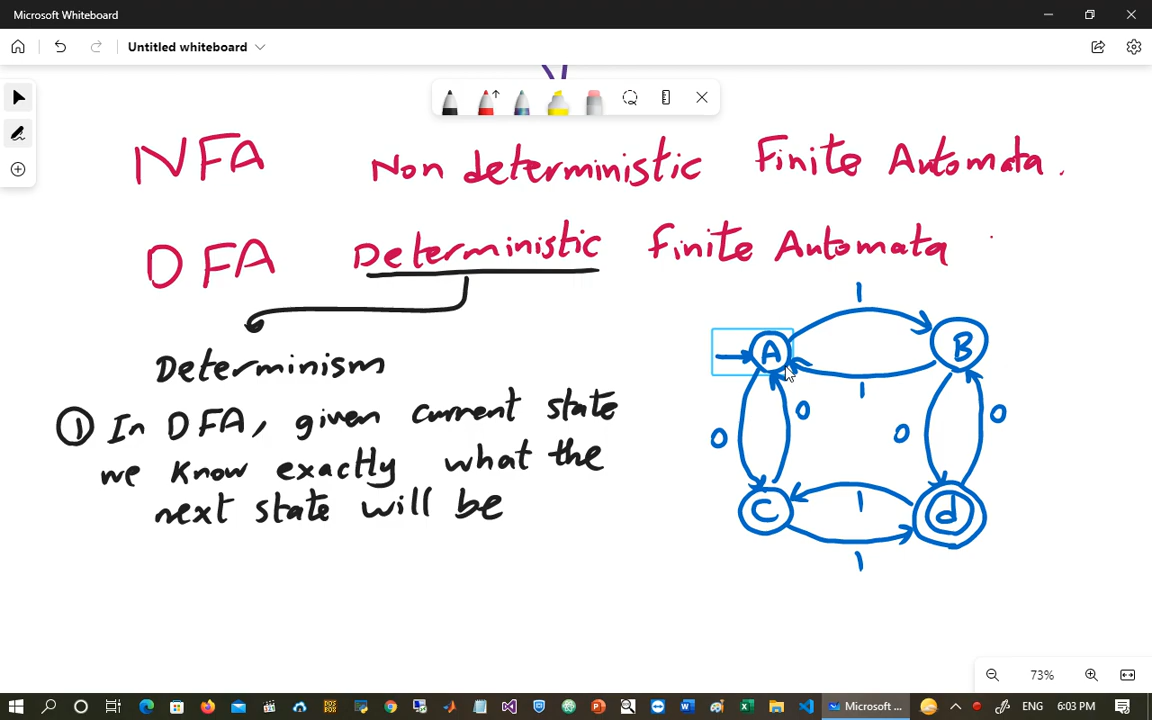 Microsoft Whiteboard
Untitled whiteboard
NFA Non deterministic Finite Automata.
DFA Deterministic Finite Automata
Determinism
① In DFA, given current state
we know exactly what the
next state will be
1
A B
1
0 0 0 0
C d
1
1
73%
Microsoft ... ENG 6:03 PM